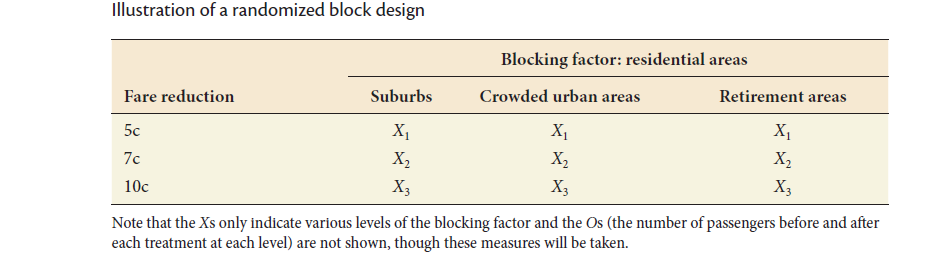 Illustration of a randomized block design
Blocking factor: residential areas
Fare reduction Suburbs Crowded urban areas Retirement areas
5c X₁ X₁ X₁
7c X₂ X₂ X₂
10c X₃ X₃ X₃
Note that the Xs only indicate various levels of the blocking factor and the Os (the number of passengers before and after
each treatment at each level) are not shown, though these measures will be taken.